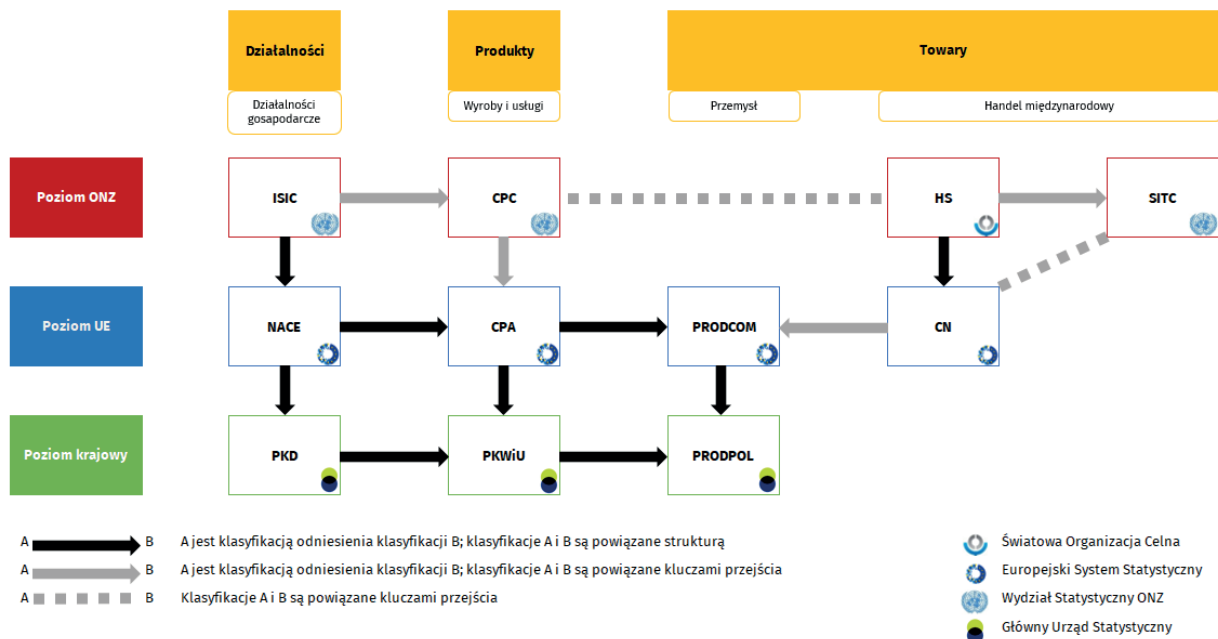 Działalności
Produkty
Towary
Działalności
gosapodarcze
Wyroby i usługi
Przemysł
Handel międzynarodowy
Poziom ONZ
ISIC
CPC
HS
SITC
Poziom UE
NACE
CPA
PRODCOM
CN
Poziom krajowy
PKD
PKWiU
PRODPOL
A B A jest klasyfikacją odniesienia klasyfikacji B; klasyfikacje A i B są powiązane strukturą
A B A jest klasyfikacją odniesienia klasyfikacji B; klasyfikacje A i B są powiązane kluczami przejścia
A B Klasyfikacje A i B są powiązane kluczami przejścia
Światowa Organizacja Celna
Europejski System Statystyczny
Wydział Statystyczny ONZ
Główny Urząd Statystyczny